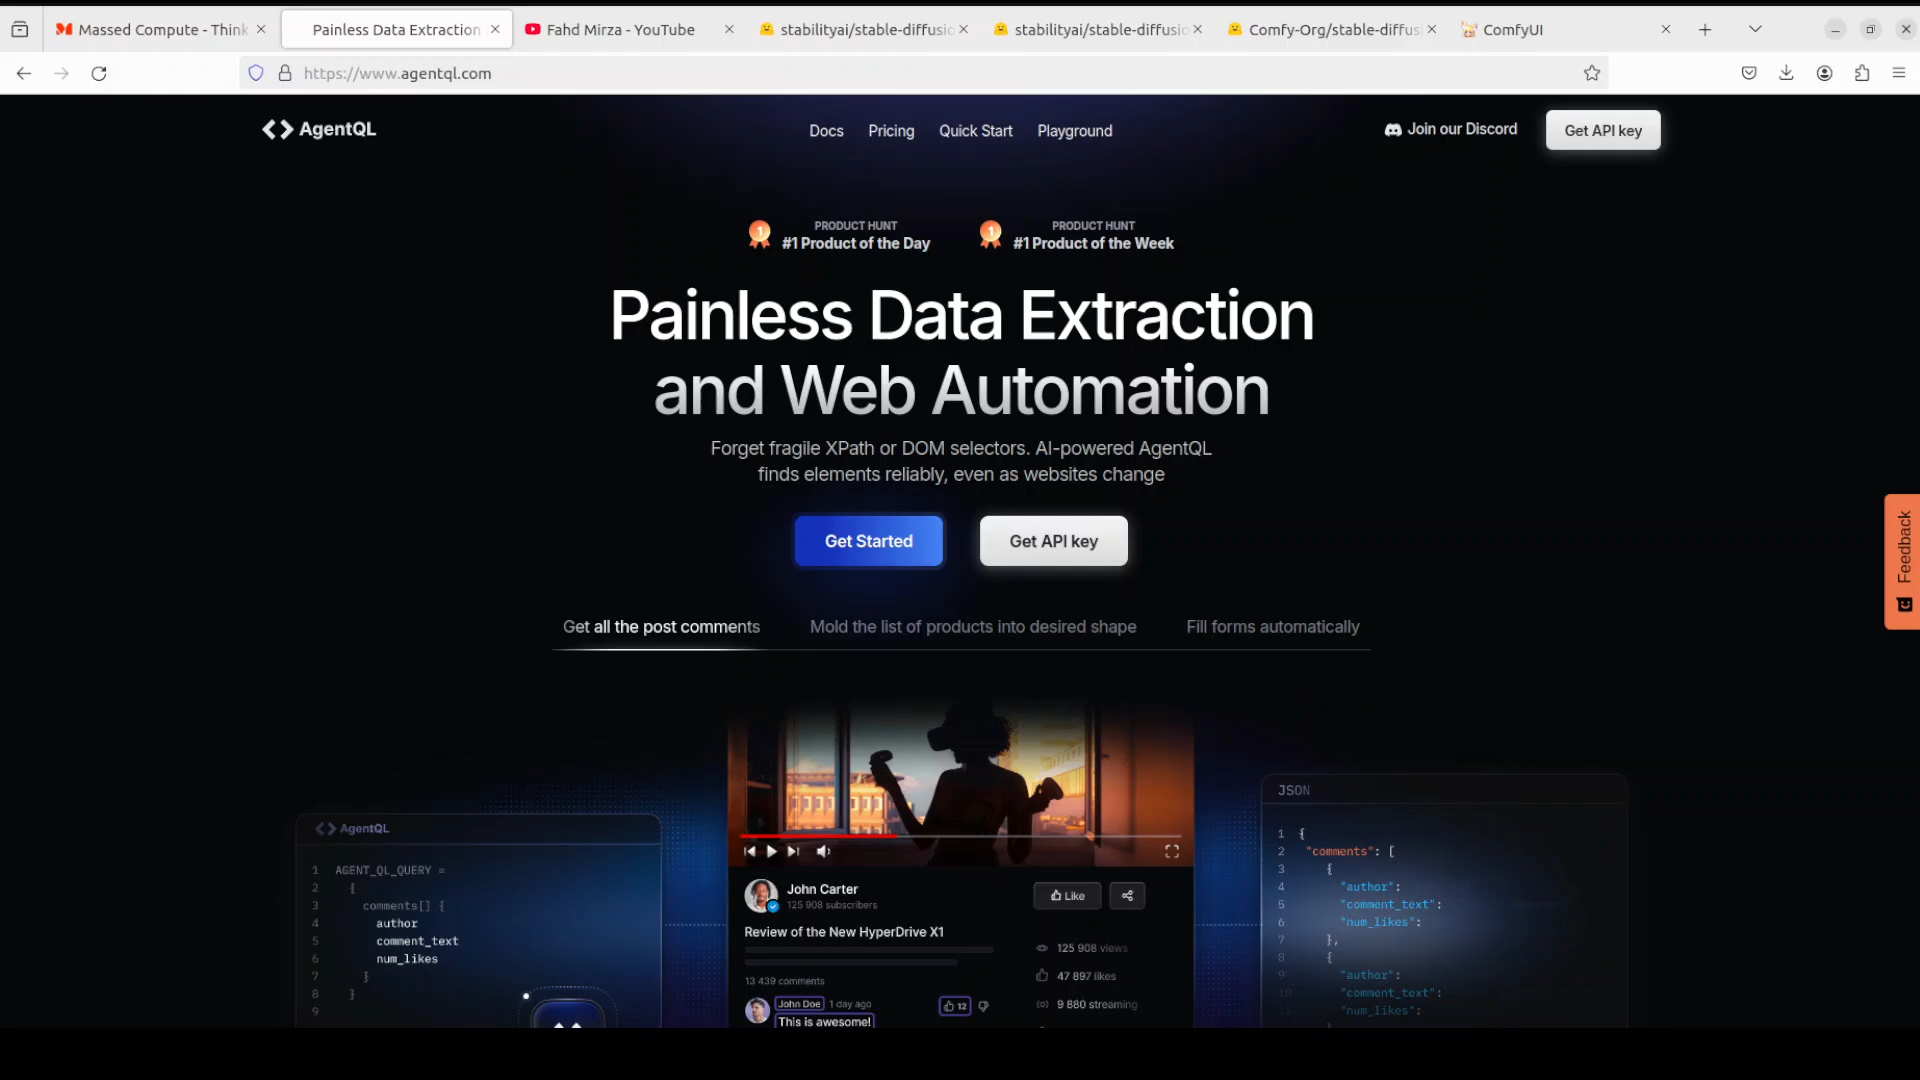 Massed Compute - Think
Painless Data Extraction
Fahd Mirza - YouTube
stabilityai/stable-diffusio
stabilityai/stable-diffusio
Comfy-Org/stable-diffus
ComfyUI
https://www.agentql.com
AgentQL
Docs
Pricing
Quick Start
Playground
Join our Discord
Get API key
PRODUCT HUNT
#1 Product of the Day
PRODUCT HUNT
#1 Product of the Week
Painless Data Extraction
and Web Automation
Forget fragile XPath or DOM selectors. AI-powered AgentQL
finds elements reliably, even as websites change
Get Started
Get API key
Feedback
Get all the post comments
Mold the list of products into desired shape
Fill forms automatically
AgentQL
1 AGENT_QL_QUERY =
2 {
3 comments[] {
4 author
5 comment_text
6 num_likes
7 }
8 }
9
John Carter
125 908 subscribers
Like
Review of the New HyperDrive X1
125 908 views
47 897 likes
9 880 streaming
13 439 comments
John Doe 1 day ago
12
This is awesome!
JSON
1 {
2 "comments": [
3 {
4 "author":
5 "comment_text":
6 "num_likes":
7 },
8 {
9 "author":
10 "comment_text":
11 "num_likes":